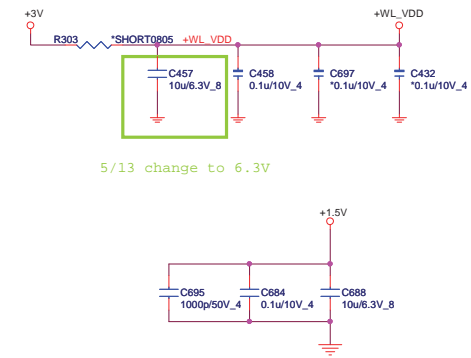 +3V +WL_VDD
R303 *SHORT0805 +WL_VDD
C457 C458 C697 C432
10u/6.3V_8 0.1u/10V_4 *0.1u/10V_4 *0.1u/10V_4
5/13 change to 6.3V
+1.5V
C695 C684 C688
1000p/50V_4 0.1u/10V_4 10u/6.3V_8